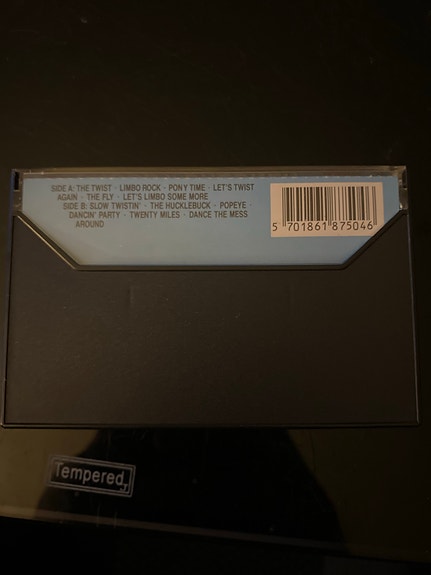 SIDE A: THE TWIST · LIMBO ROCK · PONY TIME · LET'S TWIST
AGAIN · THE FLY · LET'S LIMBO SOME MORE
SIDE B: SLOW TWISTIN' · THE HUCKLEBUCK · POPEYE ·
DANCIN' PARTY · TWENTY MILES · DANCE THE MESS
AROUND
5 701861 875046
Tempered